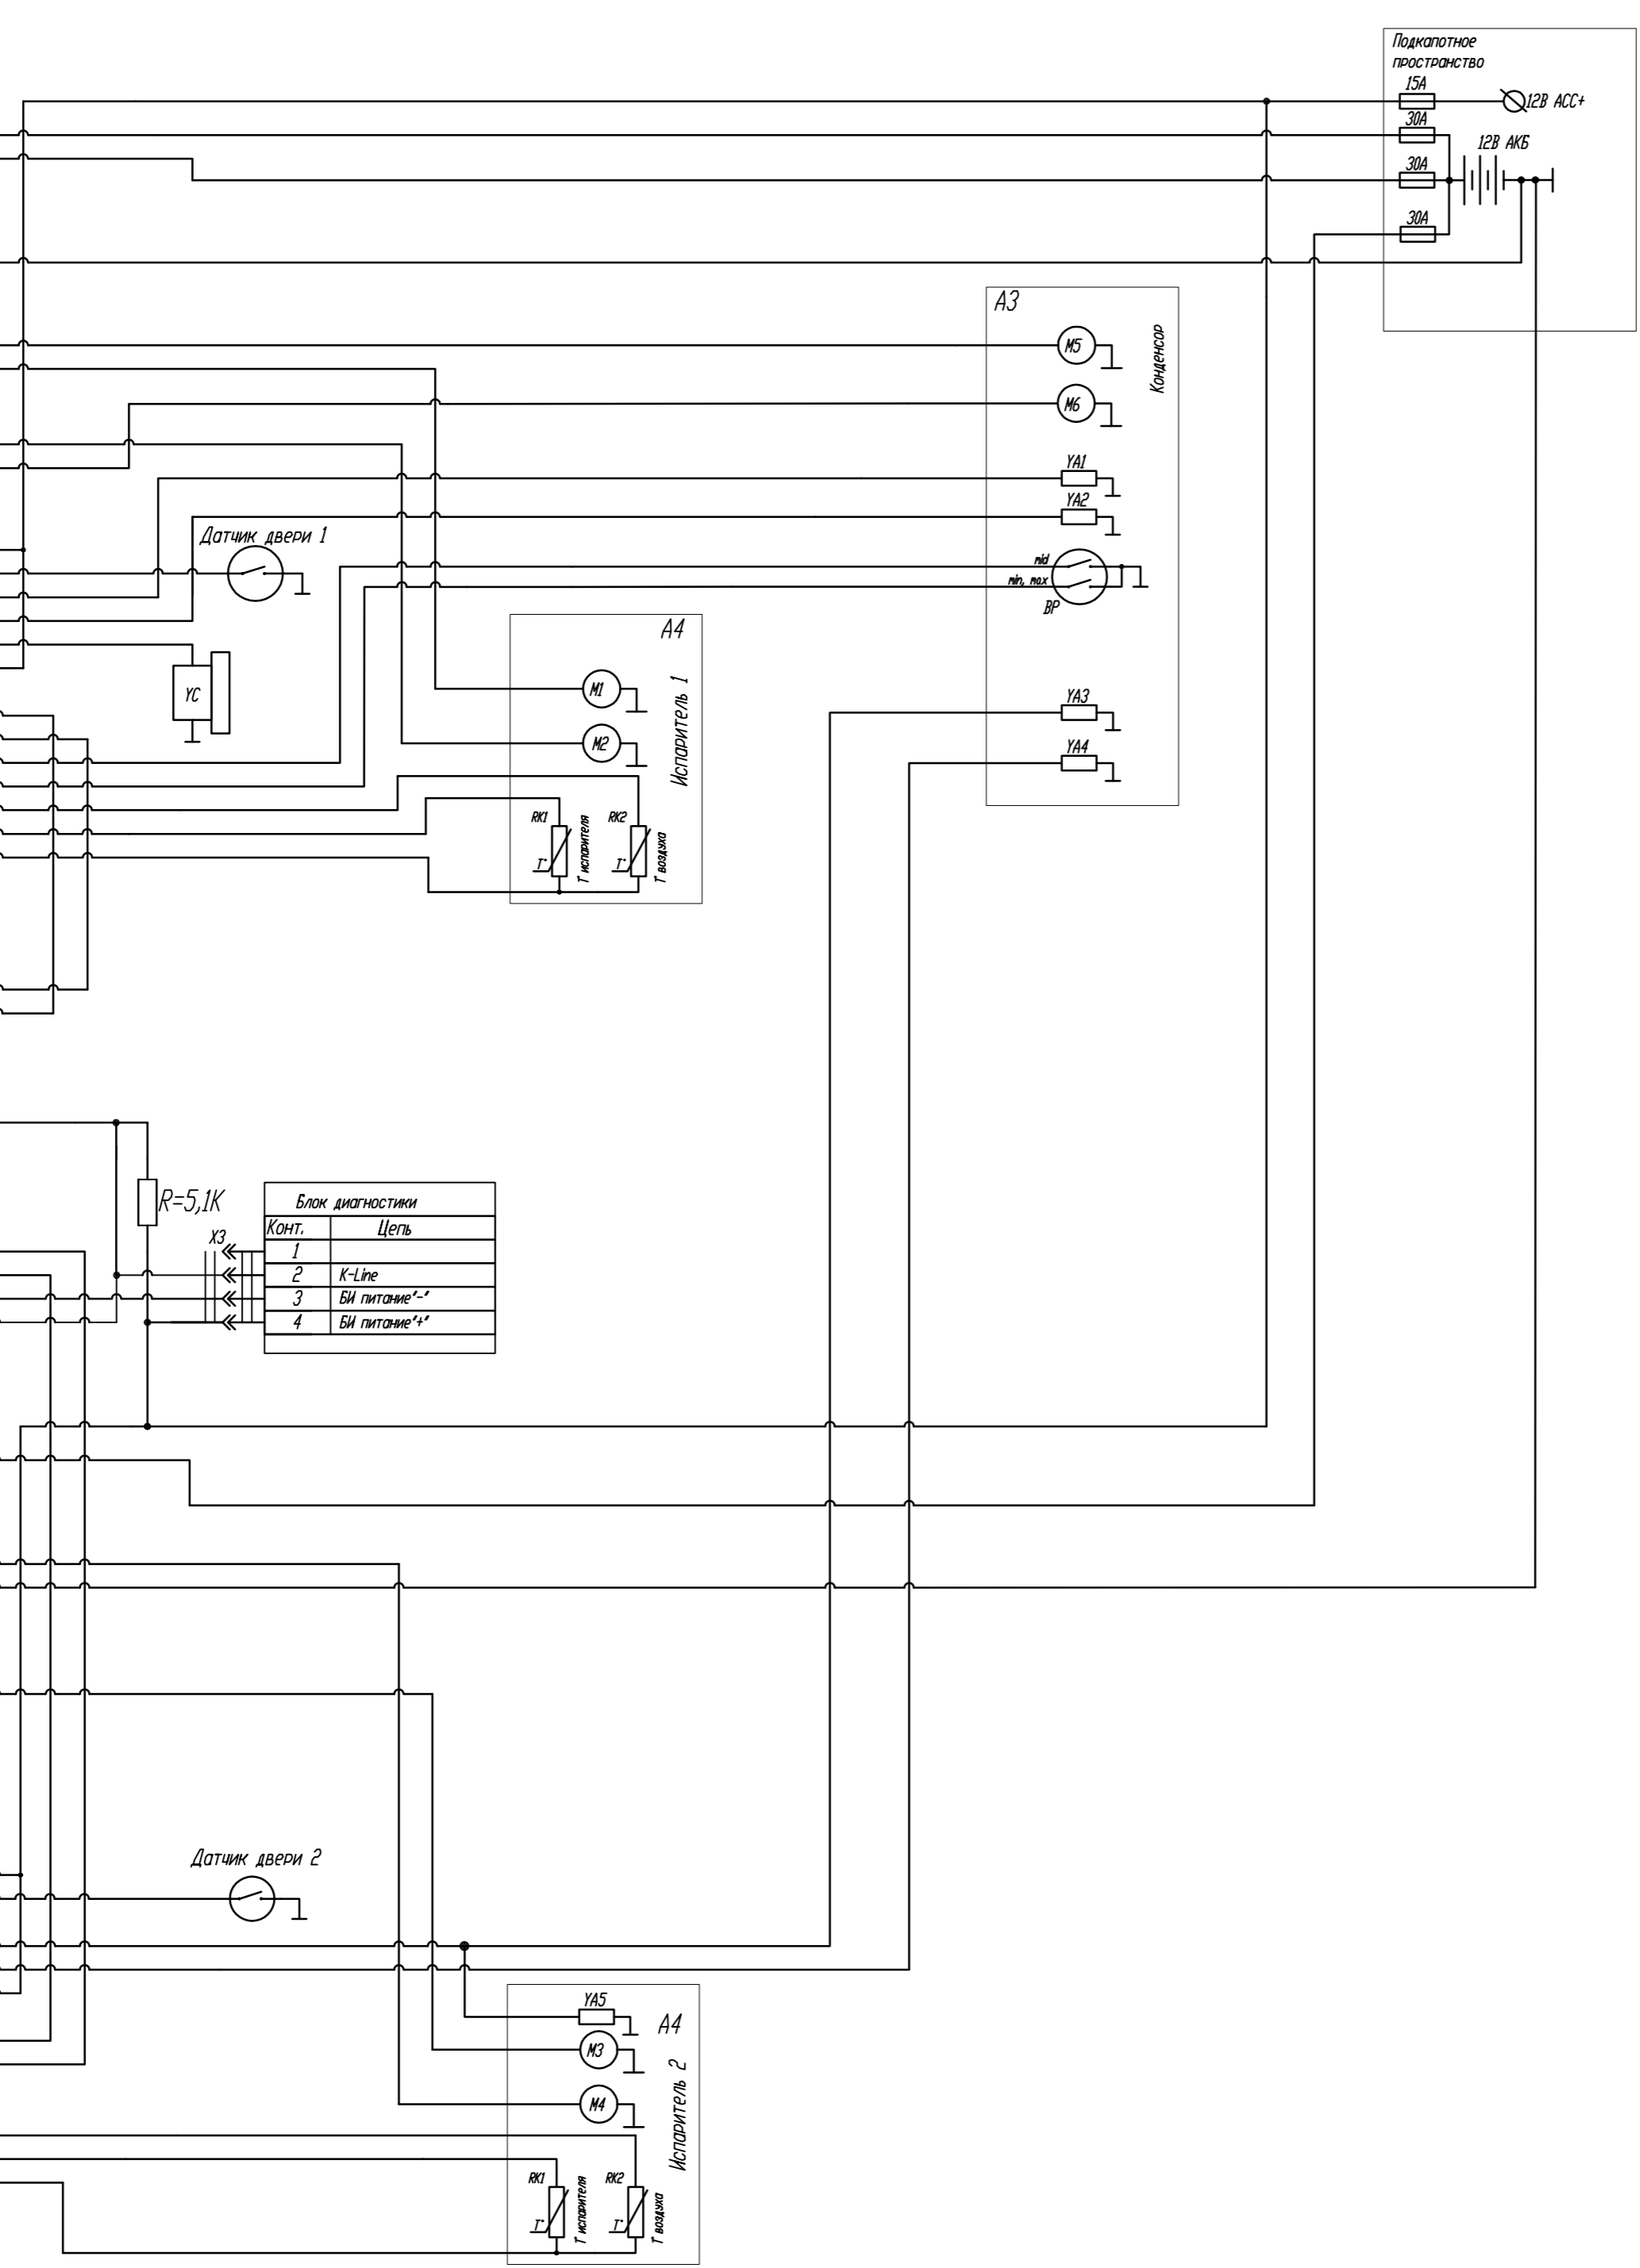 Подкапотное
пространство
15А
12В АСС+
30А
12В АКБ
30А
30А
А3
Конденсор
М5
М6
YA1
YA2
Датчик двери 1
mid
min, max
ВР
А4
Испаритель 1
YC
М1
М2
YA3
YA4
RK1
RK2
T°
Т испарителя
T°
Т воздуха
R=5,1К
Х3
Блок диагностики
Конт. Цепь
1
2 K-Line
3 БИ питание"-"
4 БИ питание"+"
Датчик двери 2
YA5
А4
Испаритель 2
М3
М4
RK1
RK2
T°
Т испарителя
T°
Т воздуха